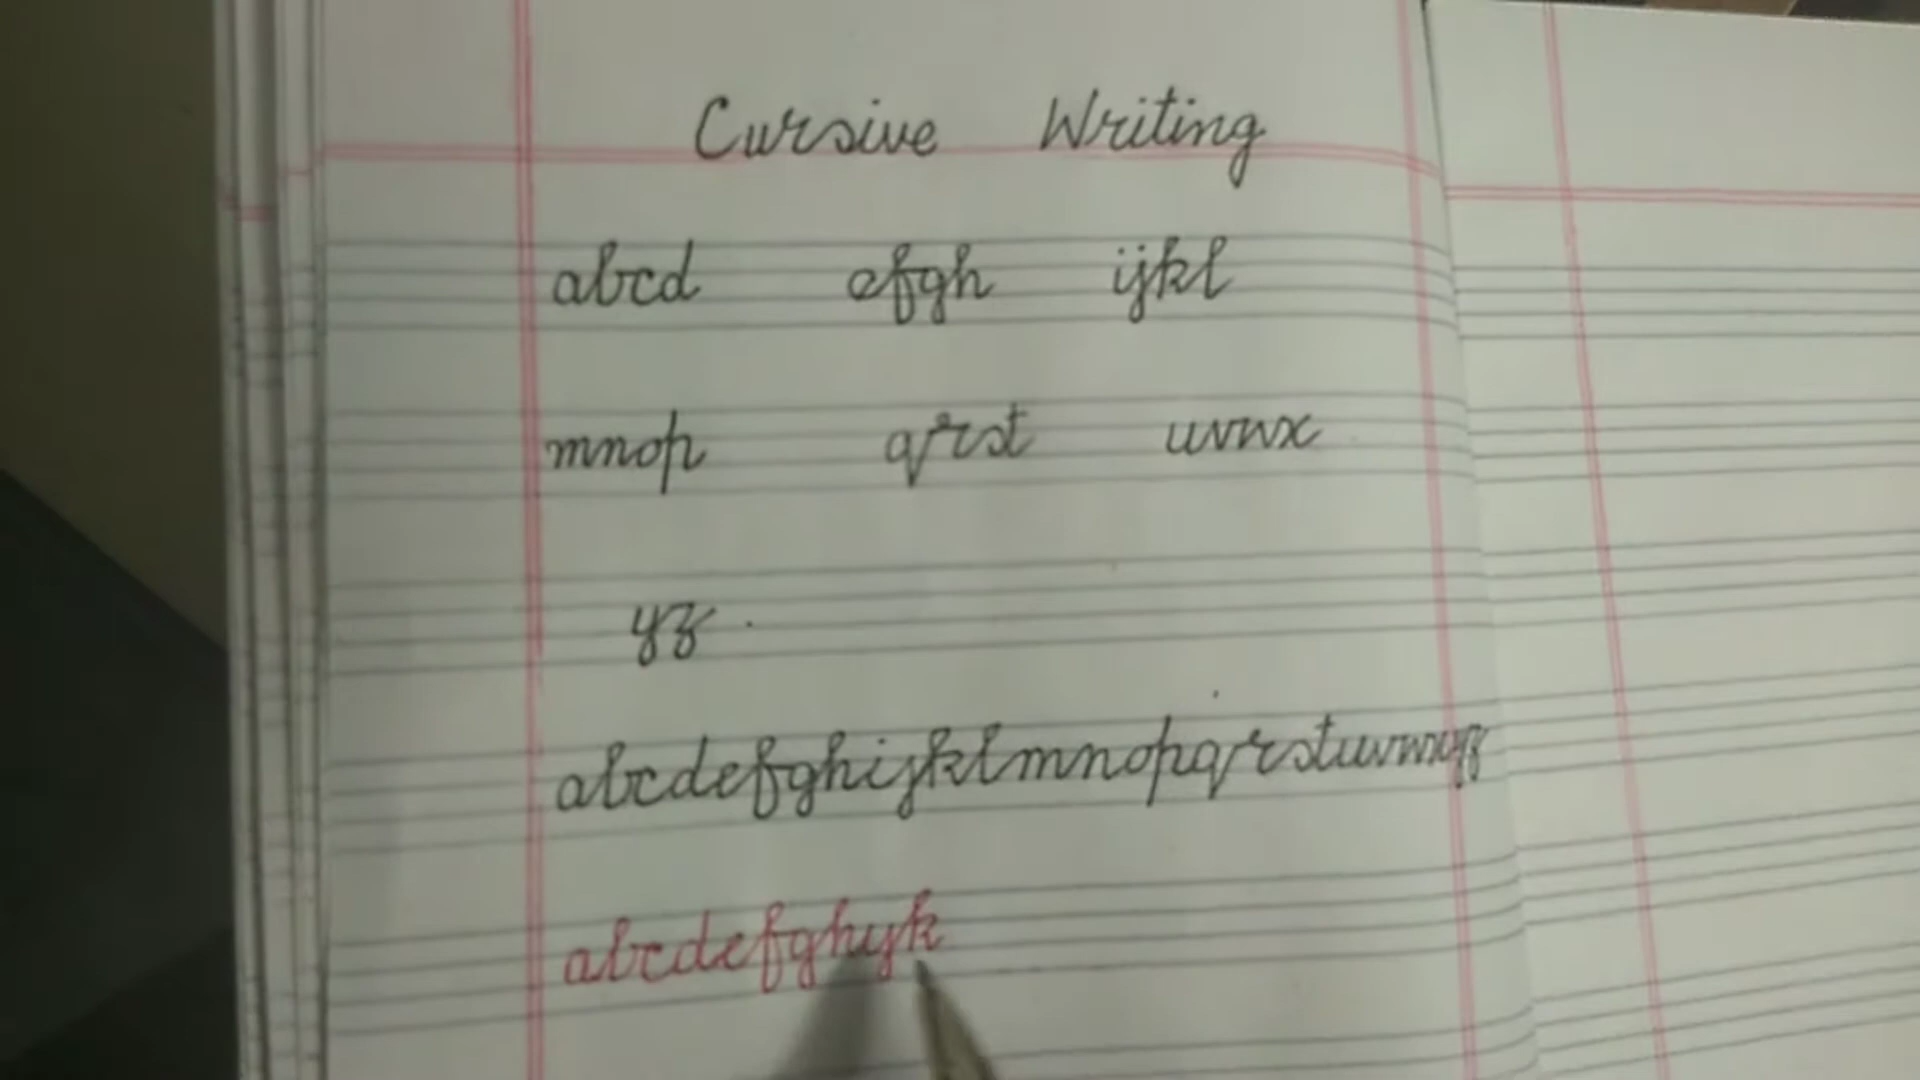 Cursive Writing
abcd efgh ijkl
mnop qrst uvwx
yz .
abcdefghijklmnopqrstuvwxyz
abcdefghijk